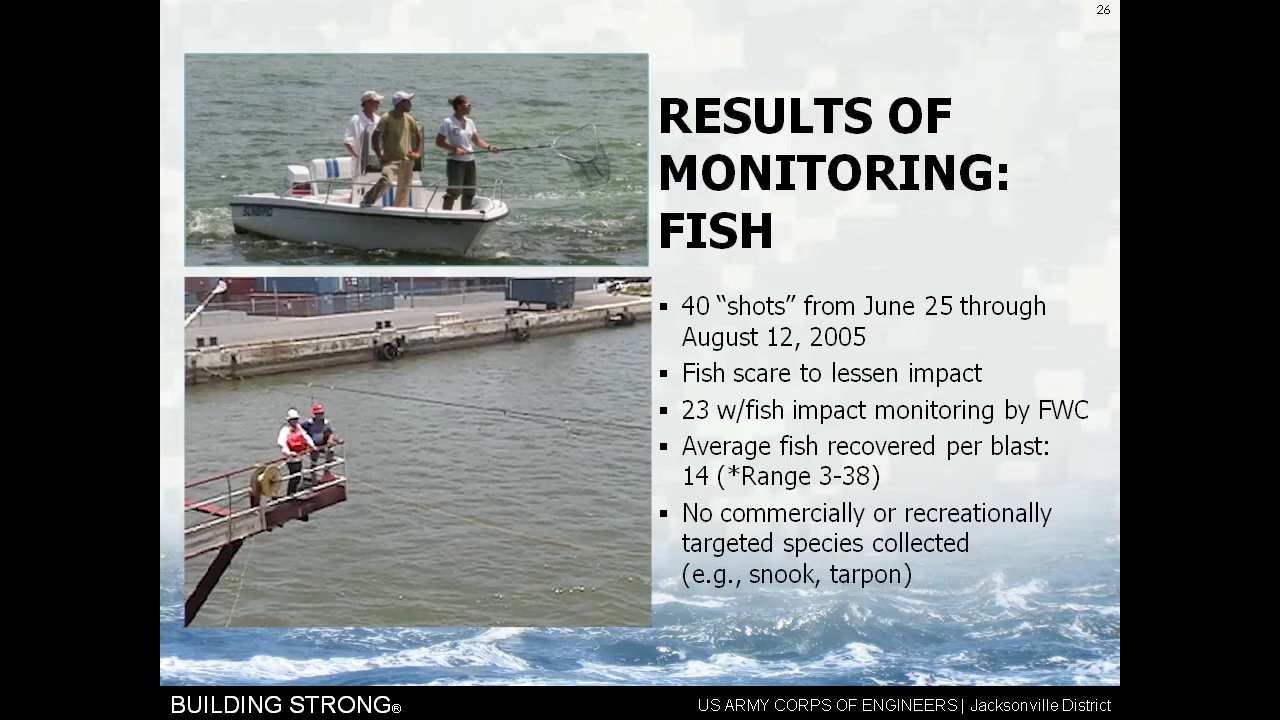 26
RESULTS OF
MONITORING:
FISH
▪ 40 “shots” from June 25 through
August 12, 2005
▪ Fish scare to lessen impact
▪ 23 w/fish impact monitoring by FWC
▪ Average fish recovered per blast:
14 (*Range 3-38)
▪ No commercially or recreationally
targeted species collected
(e.g., snook, tarpon)
BUILDING STRONG®
US ARMY CORPS OF ENGINEERS | Jacksonville District